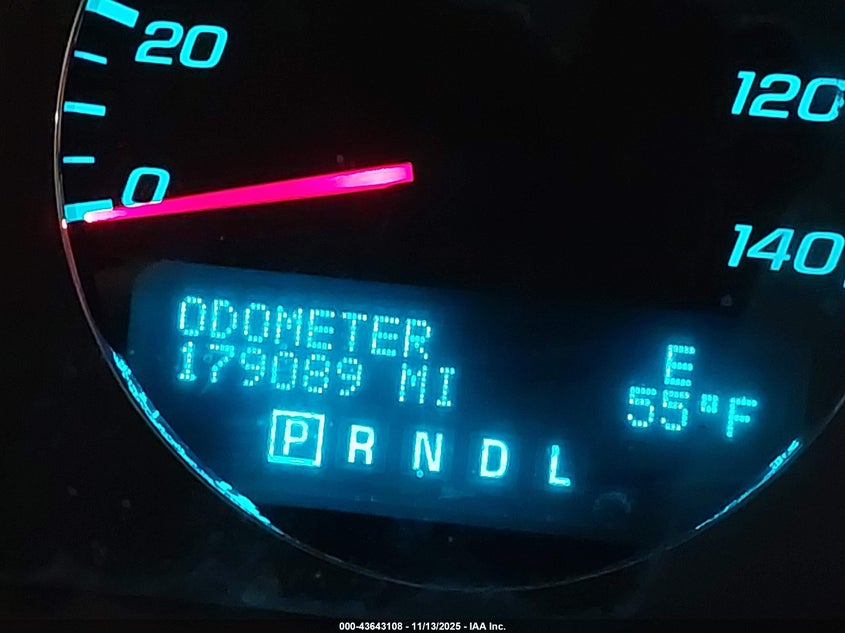 20
120
0
140
ODOMETER
179089 MI
E
55°F
P R N D L
000-43643108 - 11/13/2025 - IAA Inc.